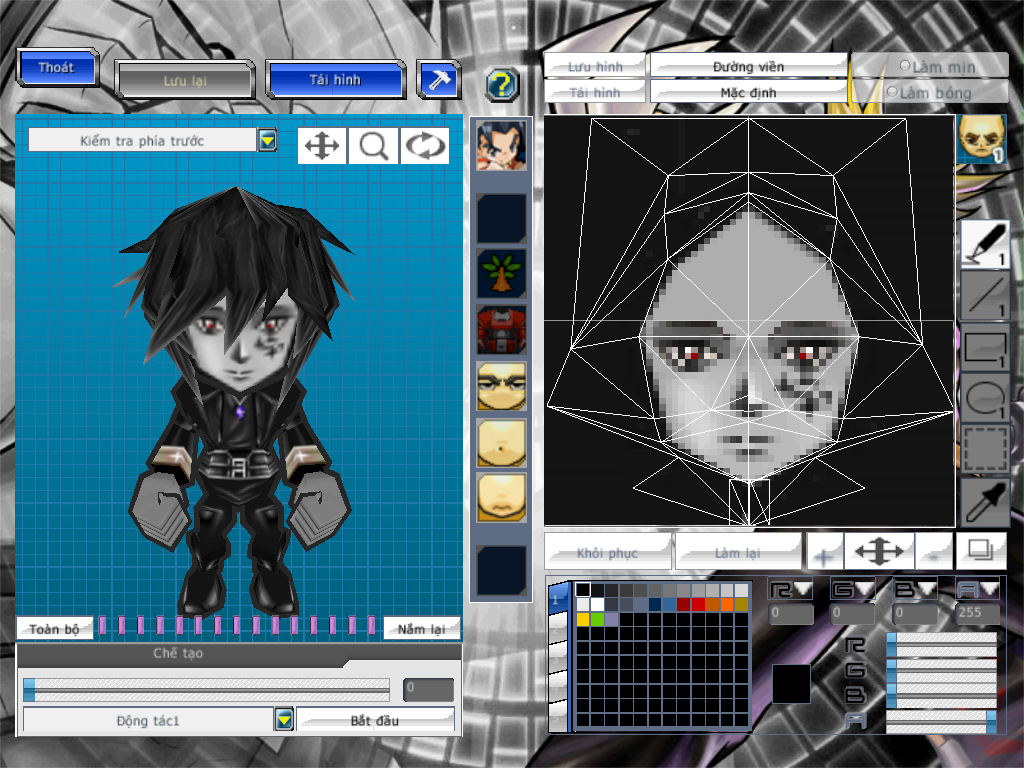 Thoát
Lưu lại
Tải hình
?
Lưu hình
Đường viền
Làm mịn
Tải hình
Mặc định
Làm bóng
Kiểm tra phía trước
1
1
1
1
1
Khôi phục
Làm lại
Toàn bộ
Nắm lại
Chế tạo
0
Động tác1
Bắt đầu
1
R
G
B
A
0
0
0
255
R
G
B
A